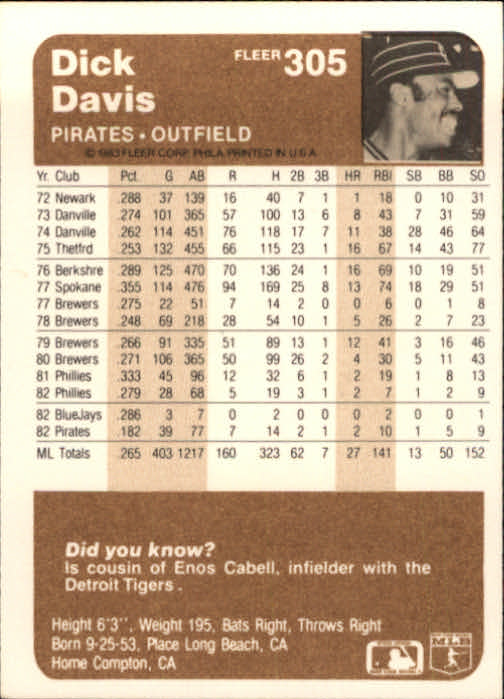 Dick
Davis
FLEER 305
PIRATES • OUTFIELD
© 1983 FLEER CORP. PHILA. PRINTED IN U.S.A.
Yr. Club Pct. G AB R H 2B 3B HR RBI SB BB SO
72 Newark .288 37 139 16 40 7 1 1 18 0 10 31
73 Danville .274 101 365 57 100 13 6 8 43 7 31 59
74 Danville .262 114 451 76 118 17 7 11 38 28 46 64
75 Thetfrd .253 132 455 66 115 23 1 16 67 14 43 77
76 Berkshre .289 125 470 70 136 24 1 16 69 10 19 51
77 Spokane .355 114 476 94 169 25 8 13 74 18 29 51
77 Brewers .275 22 51 7 14 2 0 0 6 0 1 8
78 Brewers .248 69 218 28 54 10 1 5 26 2 7 23
79 Brewers .266 91 335 51 89 13 1 12 41 3 16 46
80 Brewers .271 106 365 50 99 26 2 4 30 5 11 43
81 Phillies .333 45 96 12 32 6 1 2 19 1 8 13
82 Phillies .279 28 68 5 19 3 1 2 7 1 2 9
82 BlueJays .286 3 7 0 2 0 0 0 2 0 0 1
82 Pirates .182 39 77 7 14 2 1 2 10 1 5 9
ML Totals .265 403 1217 160 323 62 7 27 141 13 50 152
Did you know?
Is cousin of Enos Cabell, infielder with the
Detroit Tigers .
Height 6'3'', Weight 195, Bats Right, Throws Right
Born 9-25-53, Place Long Beach, CA
Home Compton, CA